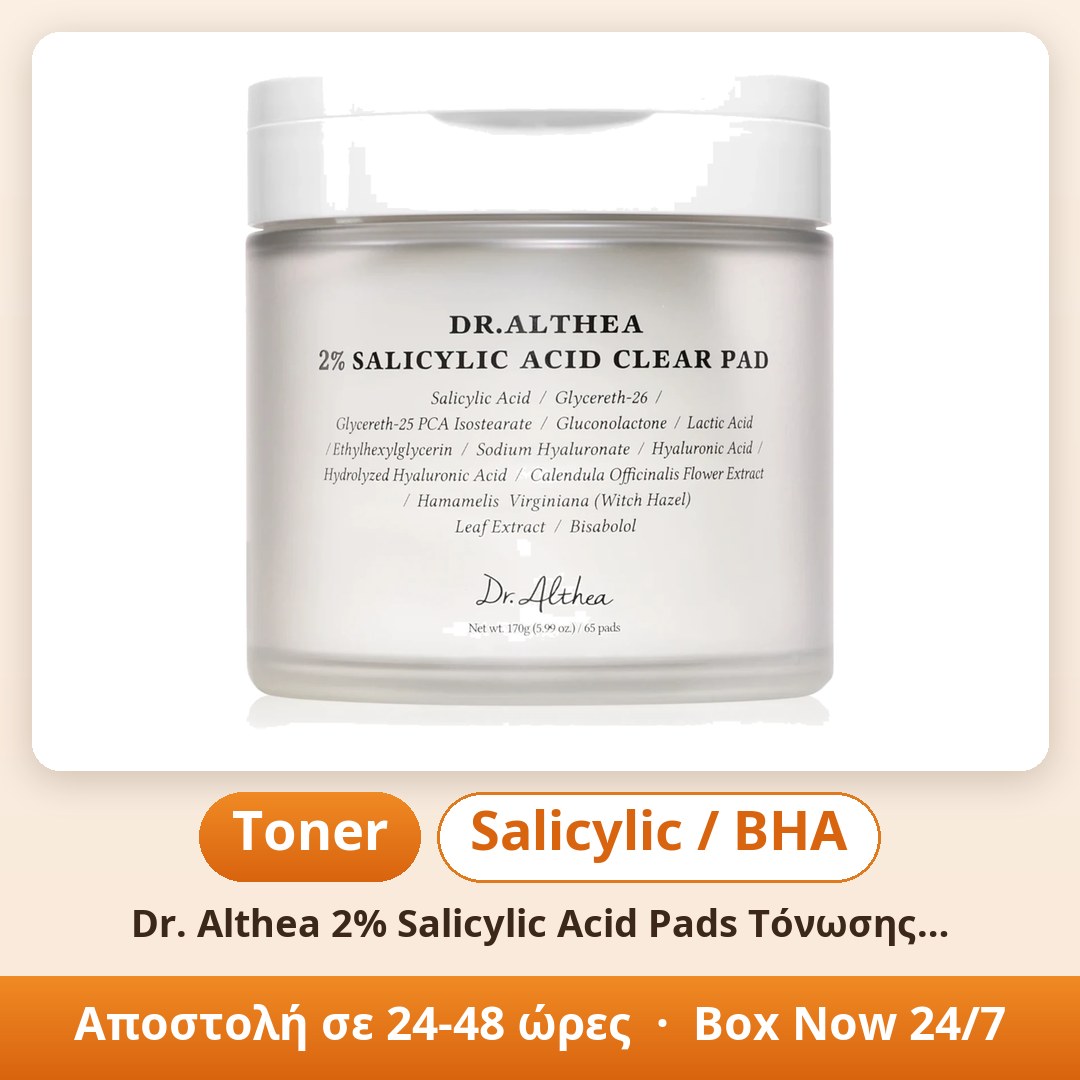 DR.ALTHEA
2% SALICYLIC ACID CLEAR PAD
Salicylic Acid / Glycereth-26 /
Glycereth-25 PCA Isostearate / Gluconolactone / Lactic Acid
/ Ethylhexylglycerin / Sodium Hyaluronate / Hyaluronic Acid /
Hydrolyzed Hyaluronic Acid / Calendula Officinalis Flower Extract
/ Hamamelis Virginiana (Witch Hazel)
Leaf Extract / Bisabolol
Dr. Althea
Net wt. 170g (5.99 oz.) / 65 pads
Toner
Salicylic / BHA
Dr. Althea 2% Salicylic Acid Pads Τόνωσης...
Αποστολή σε 24-48 ώρες · Box Now 24/7